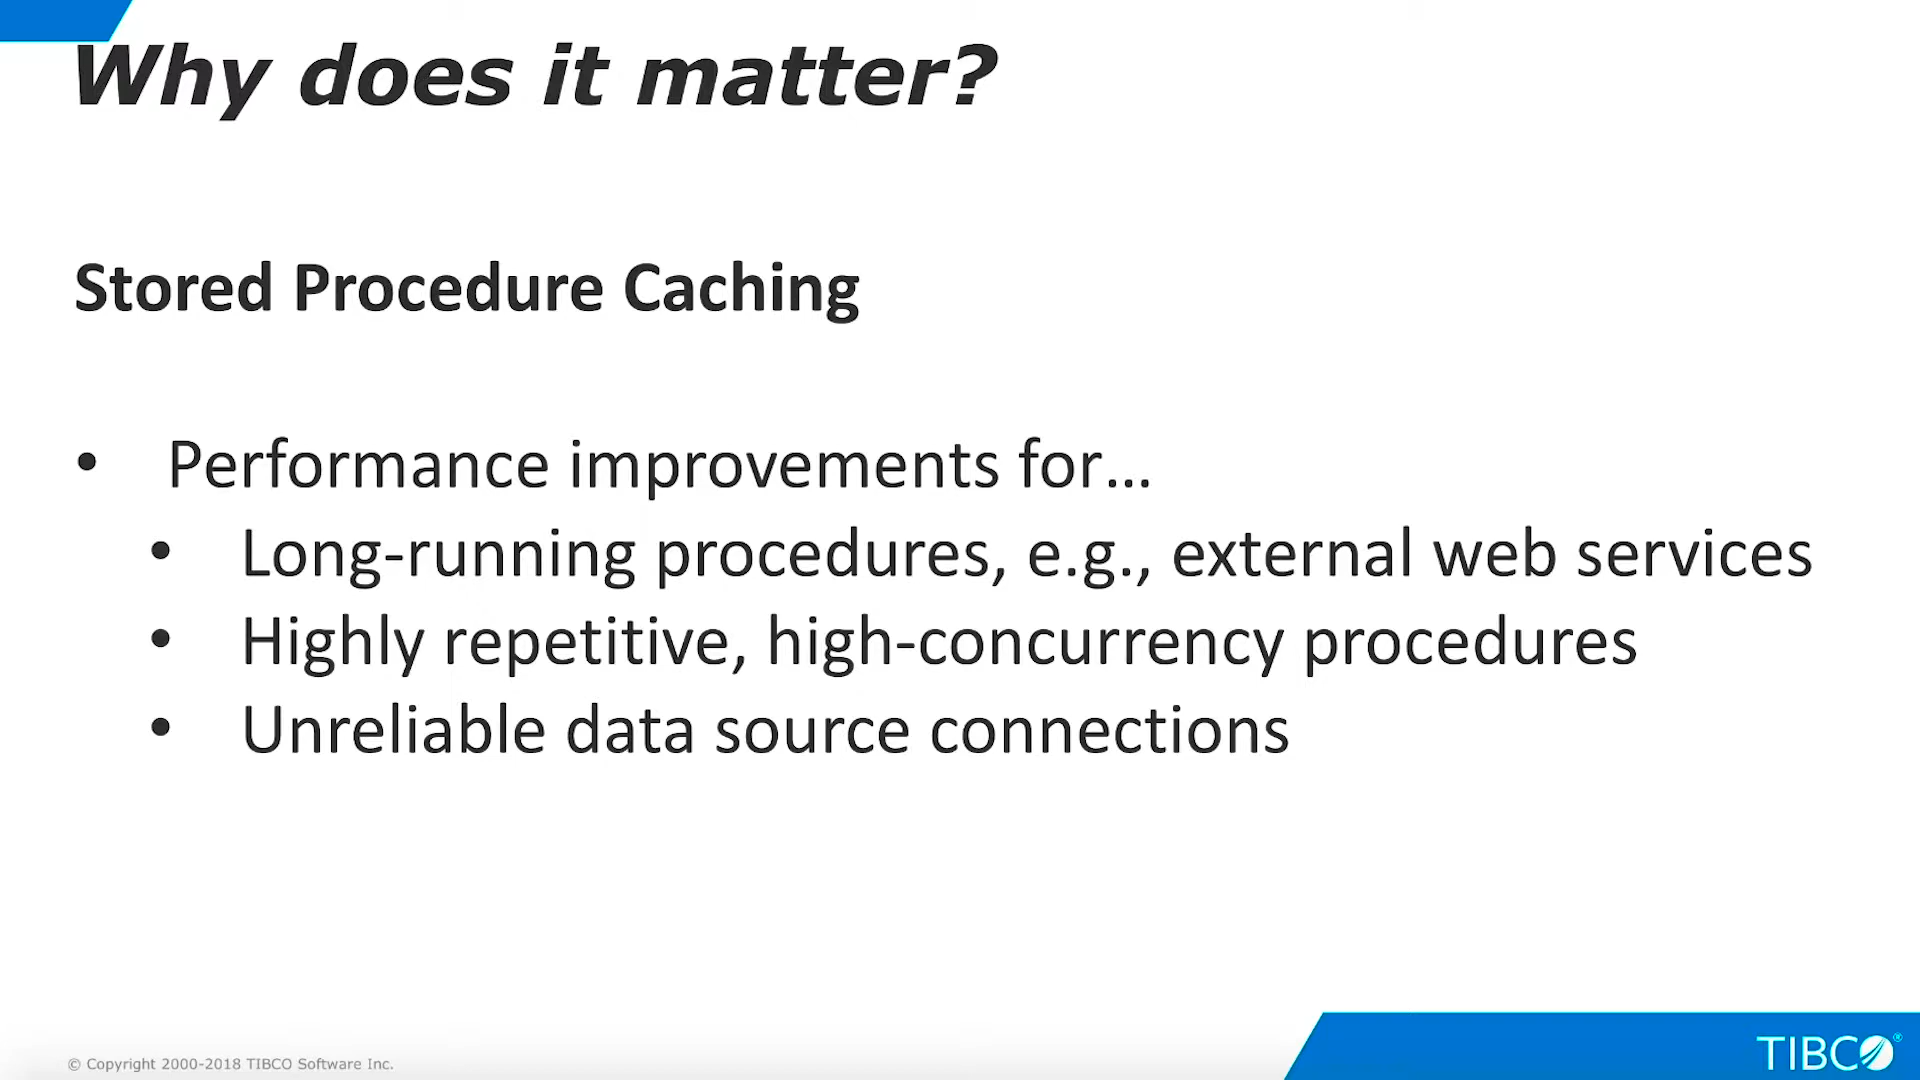 Why does it matter?
Stored Procedure Caching
• Performance improvements for...
• Long-running procedures, e.g., external web services
• Highly repetitive, high-concurrency procedures
• Unreliable data source connections
© Copyright 2000-2018 TIBCO Software Inc.
TIBCO®